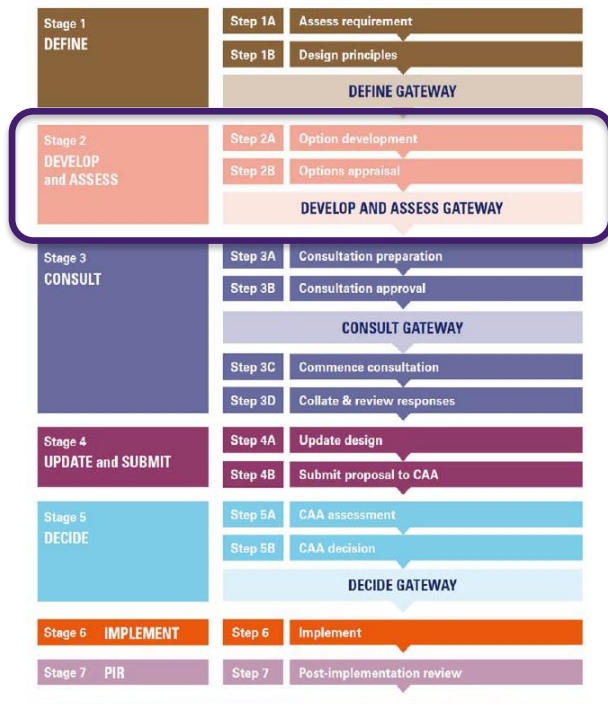 Stage 1
DEFINE
Step 1A Assess requirement
Step 1B Design principles
DEFINE GATEWAY
Stage 2
DEVELOP
and ASSESS
Step 2A Option development
Step 2B Options appraisal
DEVELOP AND ASSESS GATEWAY
Stage 3
CONSULT
Step 3A Consultation preparation
Step 3B Consultation approval
CONSULT GATEWAY
Step 3C Commence consultation
Step 3D Collate & review responses
Stage 4
UPDATE and SUBMIT
Step 4A Update design
Step 4B Submit proposal to CAA
Stage 5
DECIDE
Step 5A CAA assessment
Step 5B CAA decision
DECIDE GATEWAY
Stage 6 IMPLEMENT Step 6 Implement
Stage 7 PIR Step 7 Post-implementation review